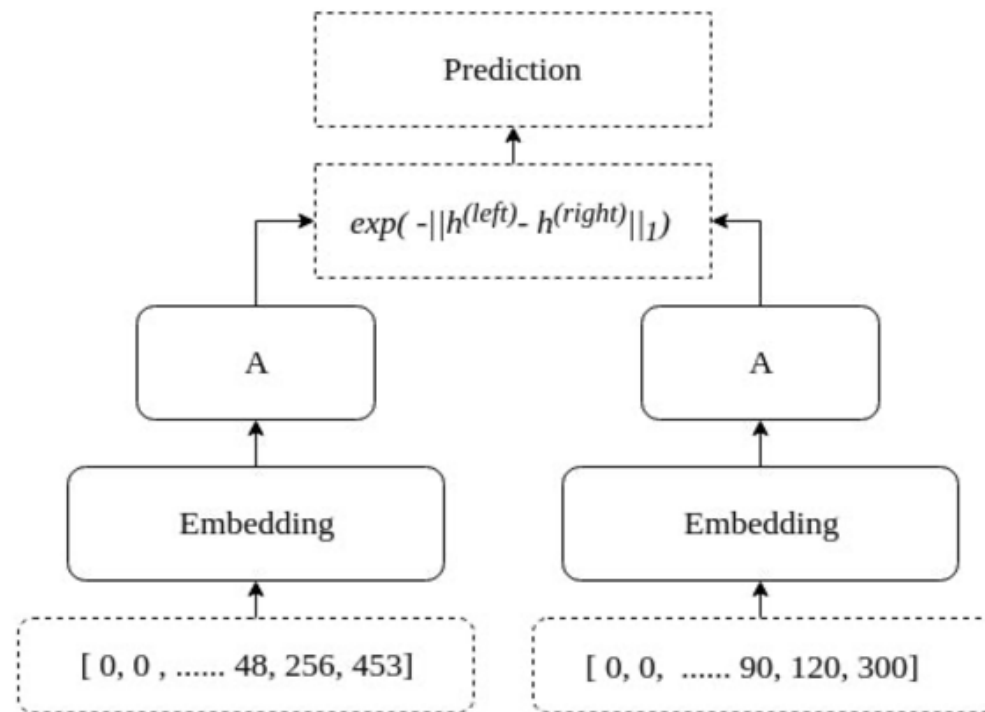 Prediction
exp( -||h^(left)- h^(right)||_1)
A
A
Embedding
Embedding
[ 0, 0 , ...... 48, 256, 453]
[ 0, 0, ...... 90, 120, 300]